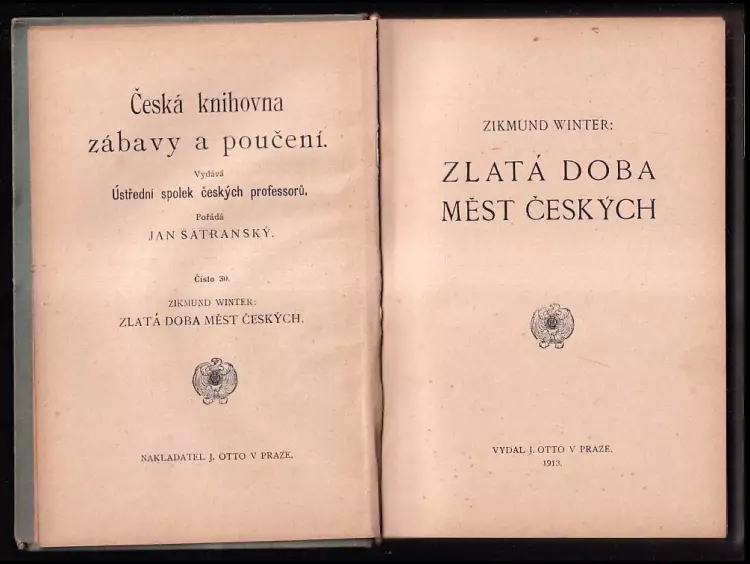 Česká knihovna
zábavy a poučení.
Vydává
Ústřední spolek českých professorů.
Pořádá
JAN SATRANSKÝ.
Číslo 30.
ZIKMUND WINTER:
ZLATÁ DOBA MĚST ČESKÝCH.
NAKLADATEL J. OTTO V PRAZE.
ZIKMUND WINTER:
ZLATÁ DOBA
MĚST ČESKÝCH
VYDAL J. OTTO V PRAZE.
1913.